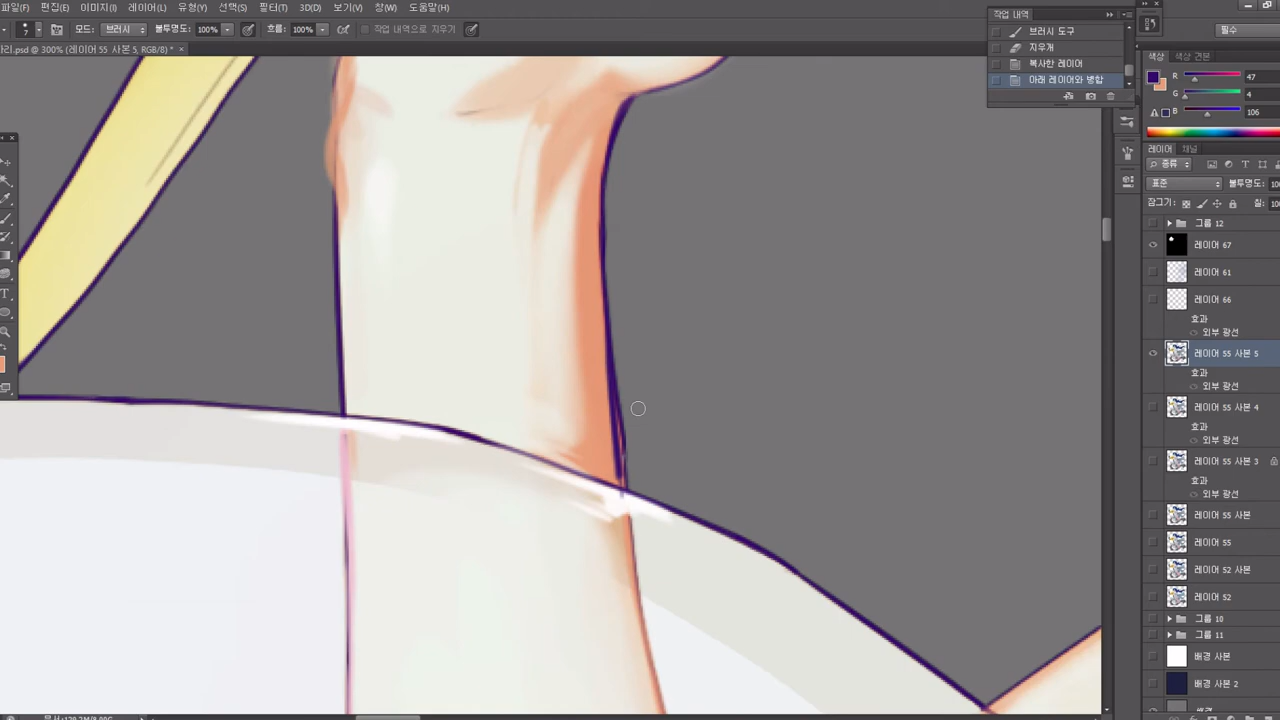 파일(F) 편집(E) 이미지(I) 레이어(L) 유형(Y) 선택(S) 필터(T) 3D(D) 보기(V) 창(W) 도움말(H)
7 모드: 브러시 불투명도: 100% 흐름: 100% 작업 내역으로 지우기 필수
리.psd @ 300% (레이어 55 사본 5, RGB/8) * ×
작업 내역
브러시 도구
지우개
복사한 레이어
아래 레이어와 병합
색상 색상 견본
R 47
G 4
B 106
레이어 채널
종류
표준 불투명도:
잠그기: 칠:
그룹 12
레이어 67
레이어 61
레이어 66
효과
외부 광선
레이어 55 사본 5
효과
외부 광선
레이어 55 사본 4
효과
외부 광선
레이어 55 사본 3
효과
외부 광선
레이어 55 사본
레이어 55
레이어 52 사본
레이어 52
그룹 10
그룹 11
배경 사본
배경 사본 2
배경